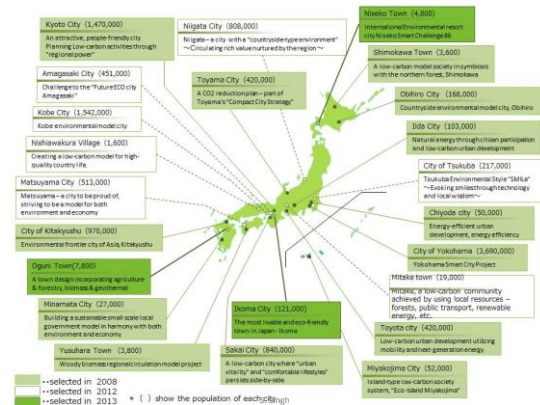 Kyoto City (1,470,000)
An attractive, people-friendly city
Planning Low-carbon activities through
"regional power"
Amagasaki City (451,000)
Challenge to the "Future ECO city
Amagasaki"
Kobe City (1,542,000)
Kobe environmental model city
Nishiawakura Village (1,600)
Creating a low-carbon model for high-
quality country life.
Matsuyama City (513,000)
Matsuyama – a city to be proud of,
striving to be a model for both
environment and economy
City of Kitakyushu (970,000)
Environmental frontier city of Asia, Kitakyushu
Oguni Town(7,800)
A town design incorporating agriculture
& forestry, biomass & geothermal
Minamata City (27,000)
Building a sustainable small-scale local
government model in harmony with both
environment and economy
Yusuhara Town (3,800)
Woody biomass regional circulation model project
Niigata City (808,000)
Niigata – a city with a "countryside-type environment"
～Circulating rich value nurtured by the region～
Toyama City (420,000)
A CO2 reduction plan – part of
Toyama's "Compact City Strategy"
Ikoma City (121,000)
The most livable and eco-friendly
town in Japan- Ikoma
Sakai City (840,000)
A low-carbon city where "urban
vitality" and "comfortable lifestyles"
persist side-by-side.
Niseko Town (4,800)
International Environmental resort
city Niseko Smart Challenge 86
Shimokawa Town (3,600)
A low-carbon model society in symbiosis
with the northern forest, Shimokawa
Obihiro City (168,000)
Countryside environmental model city, Obihiro
Iida City (103,000)
Natural energy through citizen participation
and low-carbon urban development
City of Tsukuba (217,000)
Tsukuba Environmental Style "SMILe"
～Evoking smiles through technology
and local wisdom～
Chiyoda city (50,000)
Energy-efficient urban
development, energy efficiency
City of Yokohama (3,690,000)
Yokohama Smart City Project
Mitake town (19,000)
Mitake, a low-carbon community
achieved by using local resources –
forests, public transport, renewable
energy, etc.
Toyota city (420,000)
Low-carbon urban development utilizing
mobility and next-generation energy
Miyakojima City (52,000)
Island-type low-carbon society
system, "Eco-Island Miyakojima"
••selected in 2008
••selected in 2012
••selected in 2013
* ( ) show the population of each city
Singh